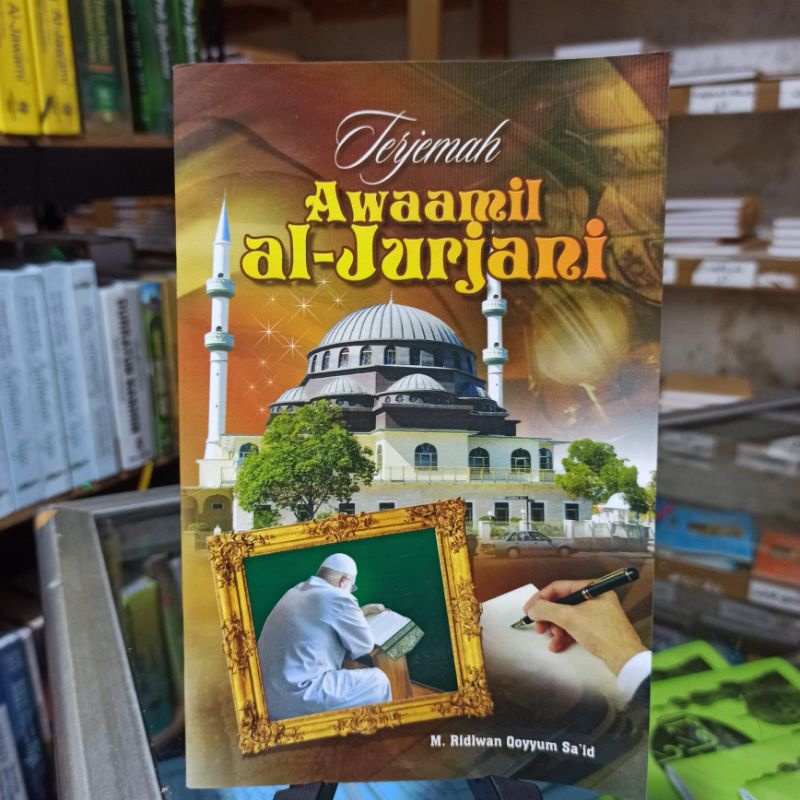 Terjemah
Awaamil
al-Jurjani
M. Ridlwan Qoyyum Sa'id